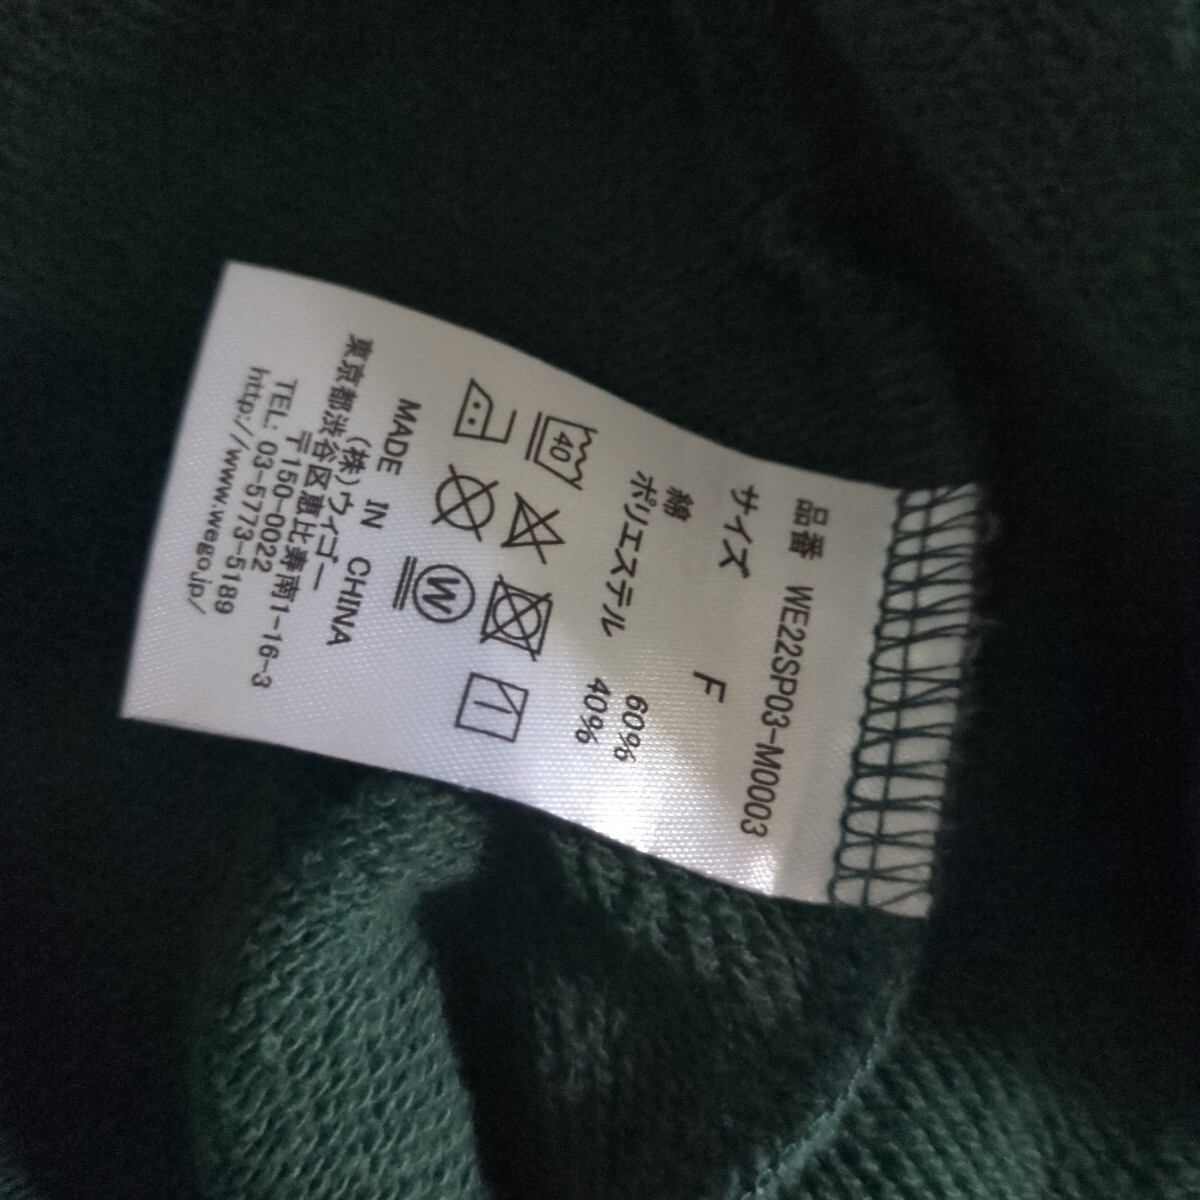 品番 WE22SP03-M0003
サイズ F
綿 60%
ポリエステル 40%
40
W
MADE IN CHINA
(株)ウィゴー
東京都渋谷区恵比寿南1-16-3
〒150-0022
TEL: 03-5773-5189
http://www.wego.jp/